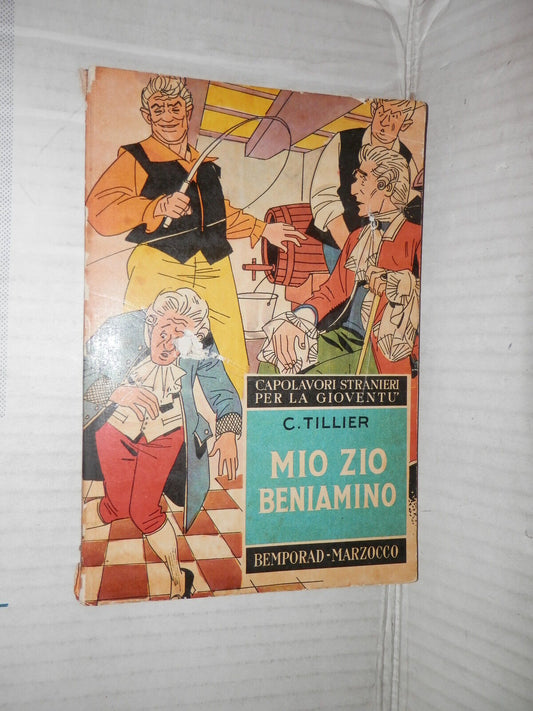 CAPOLAVORI STRANIERI
PER LA GIOVENTU'
C. TILLIER
MIO ZIO
BENIAMINO
BEMPORAD-MARZOCCO